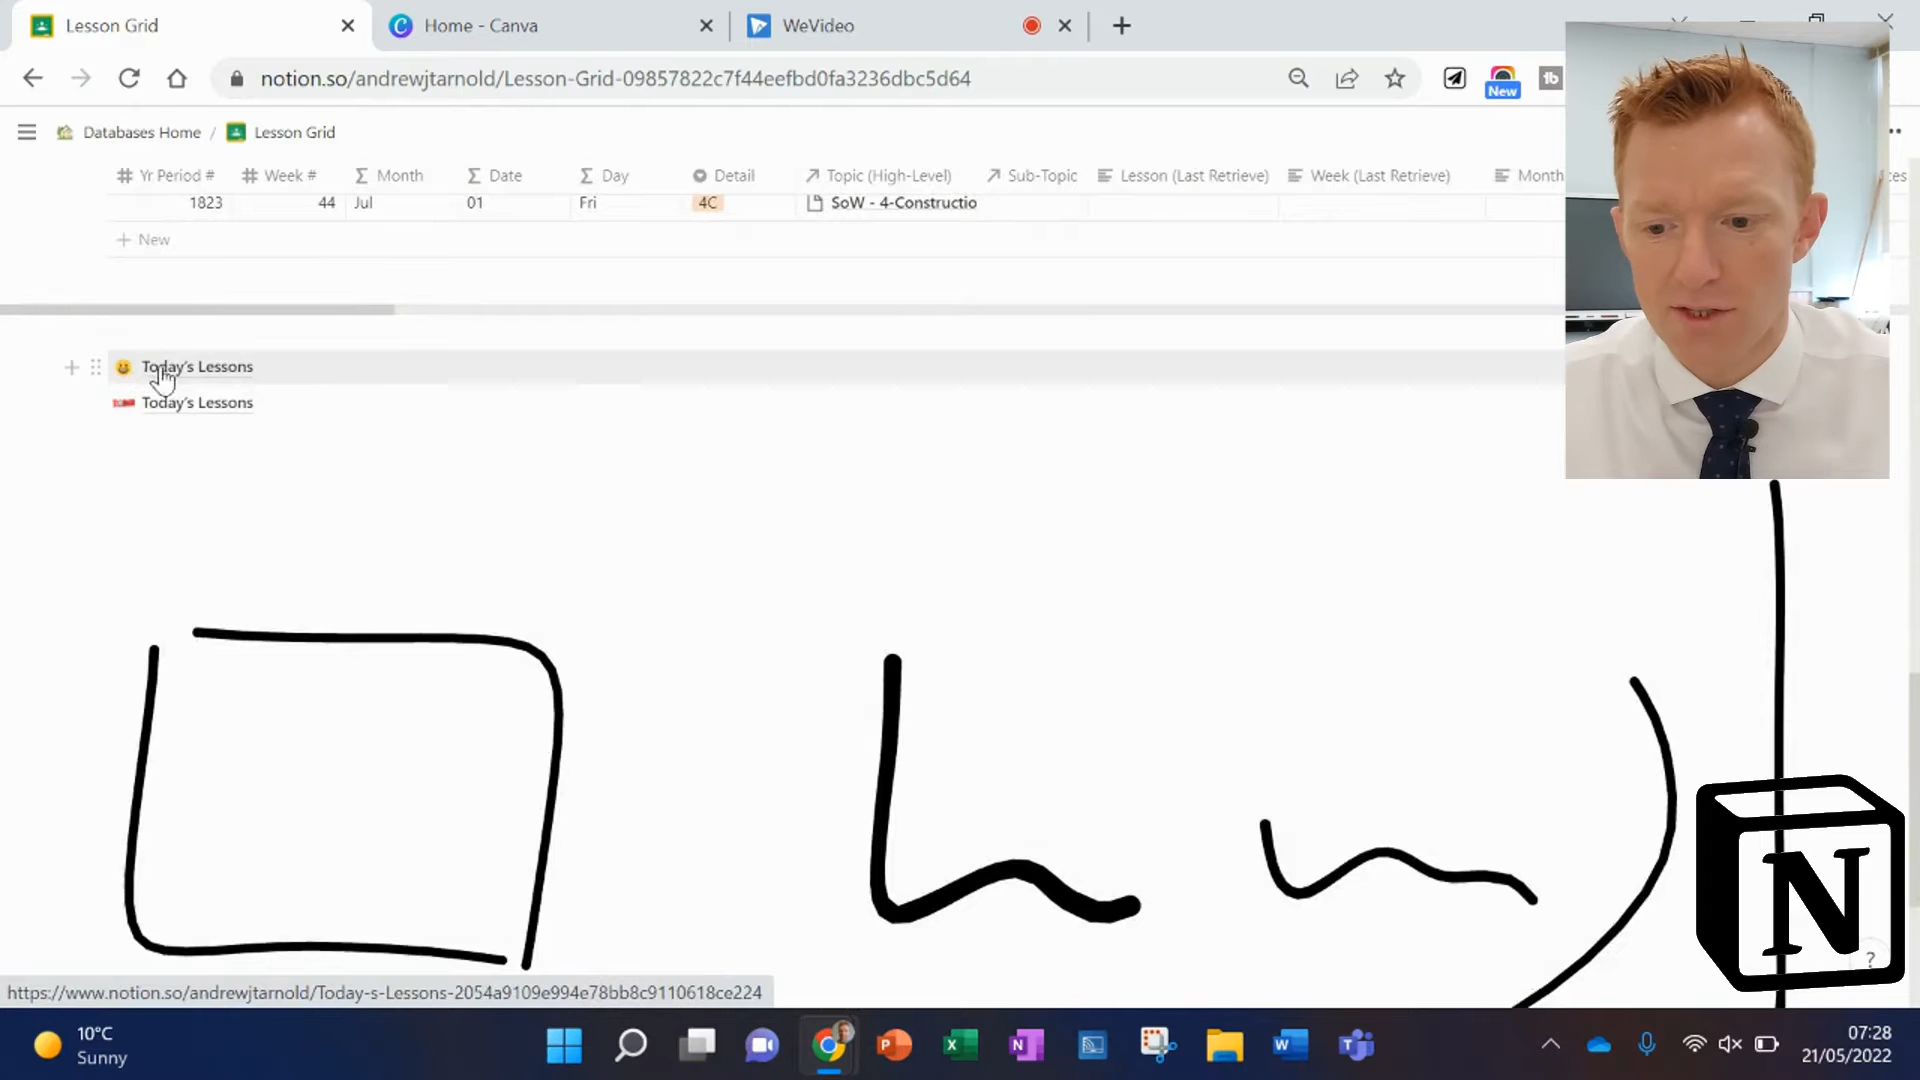 Lesson Grid
Home - Canva
WeVideo
notion.so/andrewjtarnold/Lesson-Grid-09857822c7f44eefbd0fa3236dbc5d64
New
Databases Home / Lesson Grid
Yr Period # Week # Month Date Day Detail Topic (High-Level) Sub-Topic Lesson (Last Retrieve) Week (Last Retrieve) Month
1823 44 Jul 01 Fri 4C SoW - 4-Constructio
+ New
Today's Lessons
Today's Lessons
N
?
https://www.notion.so/andrewjtarnold/Today-s-Lessons-2054a9109e994e78bb8c9110618ce224
10°C
Sunny
07:28
21/05/2022